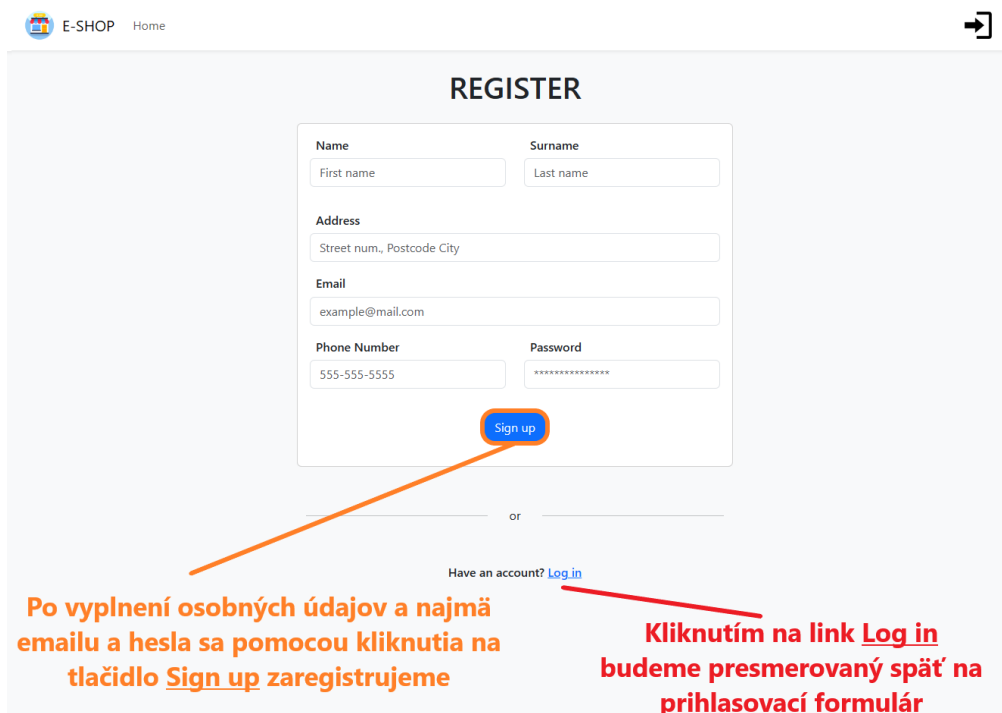 E-SHOP Home
REGISTER
Name Surname
First name Last name
Address
Street num., Postcode City
Email
example@mail.com
Phone Number Password
555-555-5555 ***************
Sign up
or
Have an account? Log in
Po vyplnení osobných údajov a najmä
emailu a hesla sa pomocou kliknutia na
tlačidlo Sign up zaregistrujeme
Kliknutím na link Log in
budeme presmerovaný späť na
prihlasovací formulár